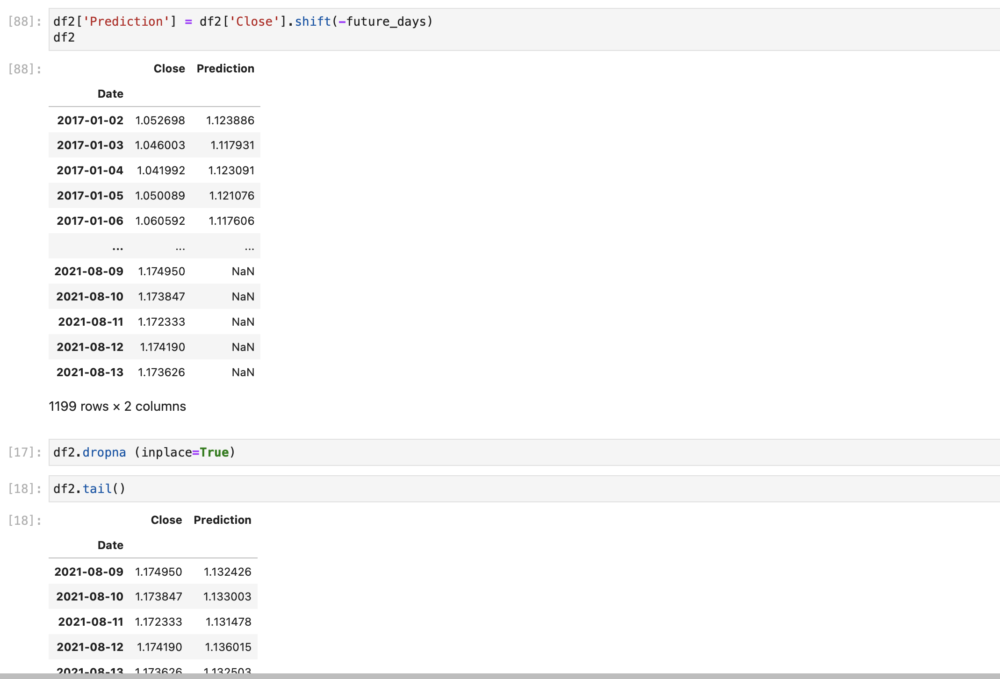 [88]: df2['Prediction'] = df2['Close'].shift(-future_days)
df2
[88]: Close Prediction
Date
2017-01-02 1.052698 1.123886
2017-01-03 1.046003 1.117931
2017-01-04 1.041992 1.123091
2017-01-05 1.050089 1.121076
2017-01-06 1.060592 1.117606
... ... ...
2021-08-09 1.174950 NaN
2021-08-10 1.173847 NaN
2021-08-11 1.172333 NaN
2021-08-12 1.174190 NaN
2021-08-13 1.173626 NaN
1199 rows × 2 columns
[17]: df2.dropna (inplace=True)
[18]: df2.tail()
[18]: Close Prediction
Date
2021-08-09 1.174950 1.132426
2021-08-10 1.173847 1.133003
2021-08-11 1.172333 1.131478
2021-08-12 1.174190 1.136015
2021-08-13 1.173626 1.132503